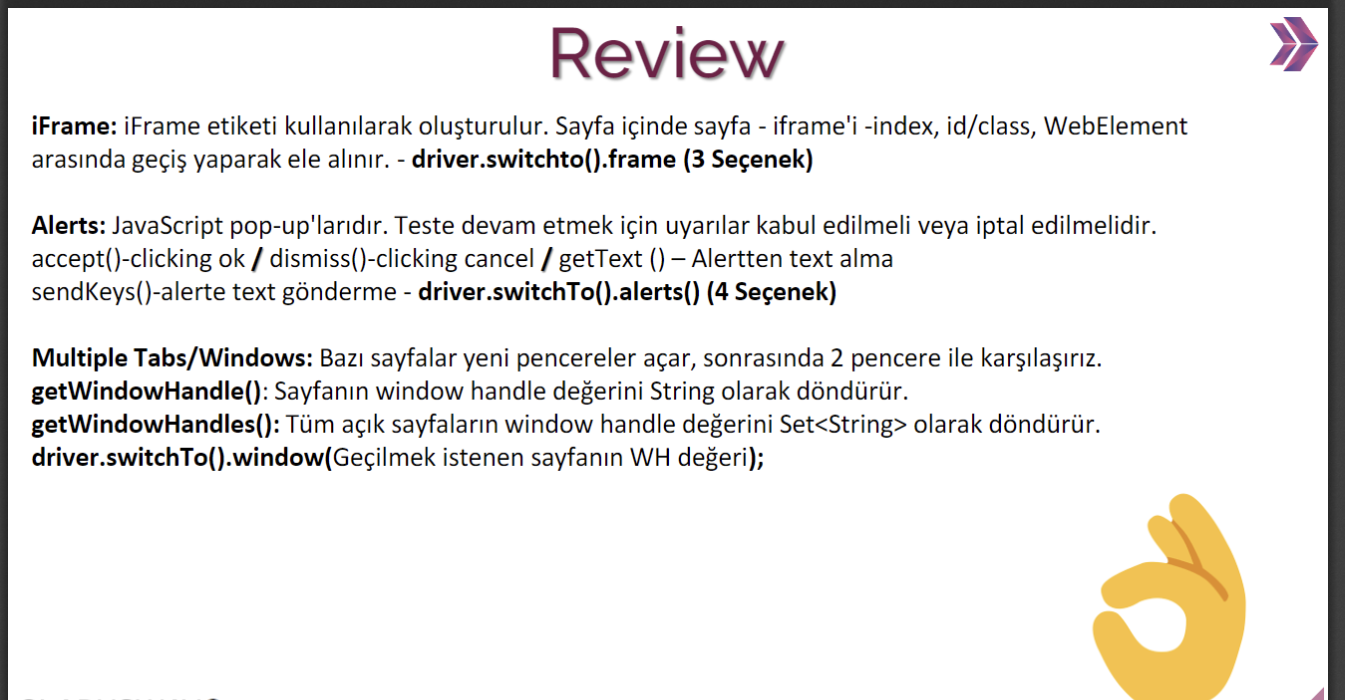 Review
iFrame: iFrame etiketi kullanılarak oluşturulur. Sayfa içinde sayfa - iframe'i -index, id/class, WebElement
arasında geçiş yaparak ele alınır. - driver.switchto().frame (3 Seçenek)
Alerts: JavaScript pop-up'larıdır. Teste devam etmek için uyarılar kabul edilmeli veya iptal edilmelidir.
accept()-clicking ok / dismiss()-clicking cancel / getText () – Alertten text alma
sendKeys()-alerte text gönderme - driver.switchTo().alerts() (4 Seçenek)
Multiple Tabs/Windows: Bazı sayfalar yeni pencereler açar, sonrasında 2 pencere ile karşılaşırız.
getWindowHandle(): Sayfanın window handle değerini String olarak döndürür.
getWindowHandles(): Tüm açık sayfaların window handle değerini Set<String> olarak döndürür.
driver.switchTo().window(Geçilmek istenen sayfanın WH değeri);